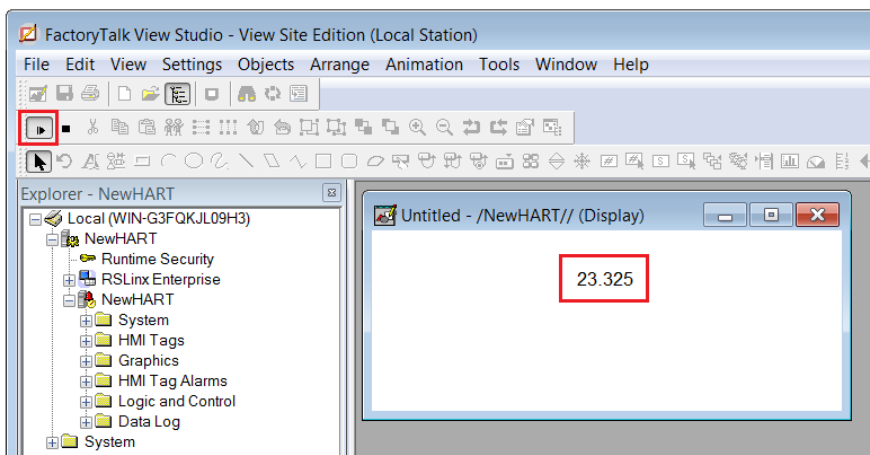 FactoryTalk View Studio - View Site Edition (Local Station)
File Edit View Settings Objects Arrange Animation Tools Window Help
Explorer - NewHART
Local (WIN-G3FQKJL09H3)
NewHART
Runtime Security
RSLinx Enterprise
NewHART
System
HMI Tags
Graphics
HMI Tag Alarms
Logic and Control
Data Log
System
Untitled - /NewHART// (Display)
23.325